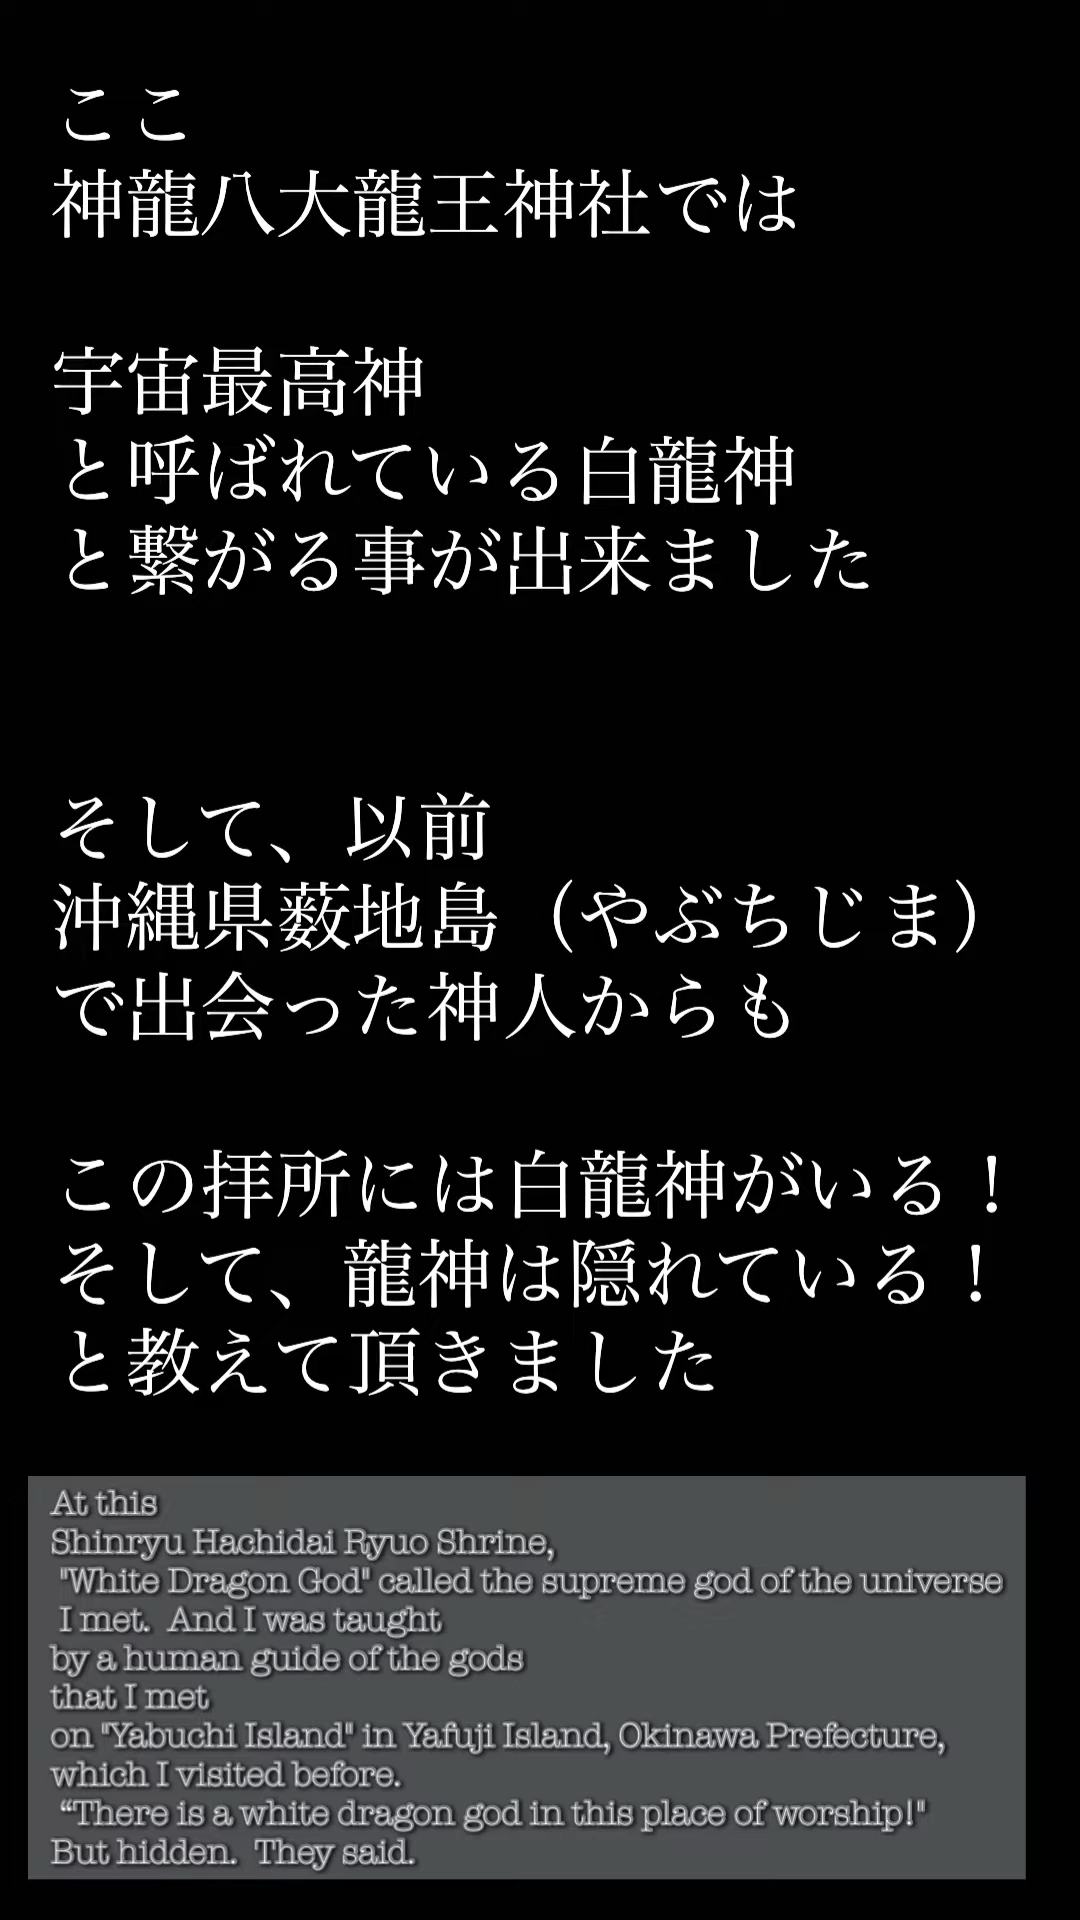 ここ
神龍八大龍王神社では
宇宙最高神
と呼ばれている白龍神
と繋がる事が出来ました
そして、以前
沖縄県薮地島（やぶちじま）
で出会った神人からも
この拝所には白龍神がいる！
そして、龍神は隠れている！
と教えて頂きました
At this
Shinryu Hachidai Ryuo Shrine,
"White Dragon God" called the supreme god of the universe
I met.  And I was taught
by a human guide of the gods
that I met
on "Yabuchi Island" in Yafuji Island, Okinawa Prefecture,
which I visited before.
“There is a white dragon god in this place of worship!"
But hidden.  They said.